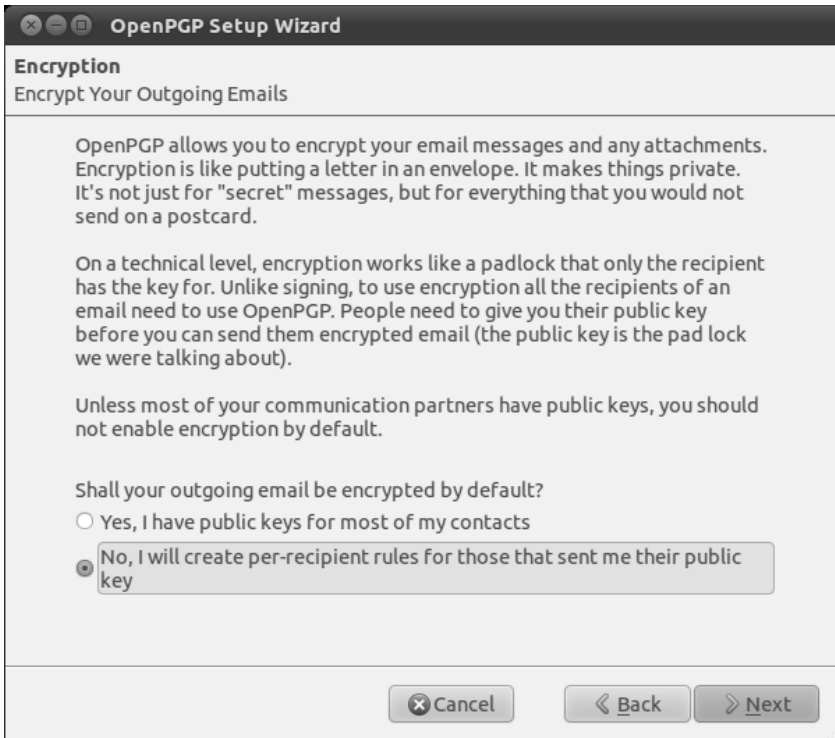 OpenPGP Setup Wizard
Encryption
Encrypt Your Outgoing Emails
OpenPGP allows you to encrypt your email messages and any attachments.
Encryption is like putting a letter in an envelope. It makes things private.
It's not just for "secret" messages, but for everything that you would not
send on a postcard.
On a technical level, encryption works like a padlock that only the recipient
has the key for. Unlike signing, to use encryption all the recipients of an
email need to use OpenPGP. People need to give you their public key
before you can send them encrypted email (the public key is the pad lock
we were talking about).
Unless most of your communication partners have public keys, you should
not enable encryption by default.
Shall your outgoing email be encrypted by default?
Yes, I have public keys for most of my contacts
No, I will create per-recipient rules for those that sent me their public
key
Cancel Back Next